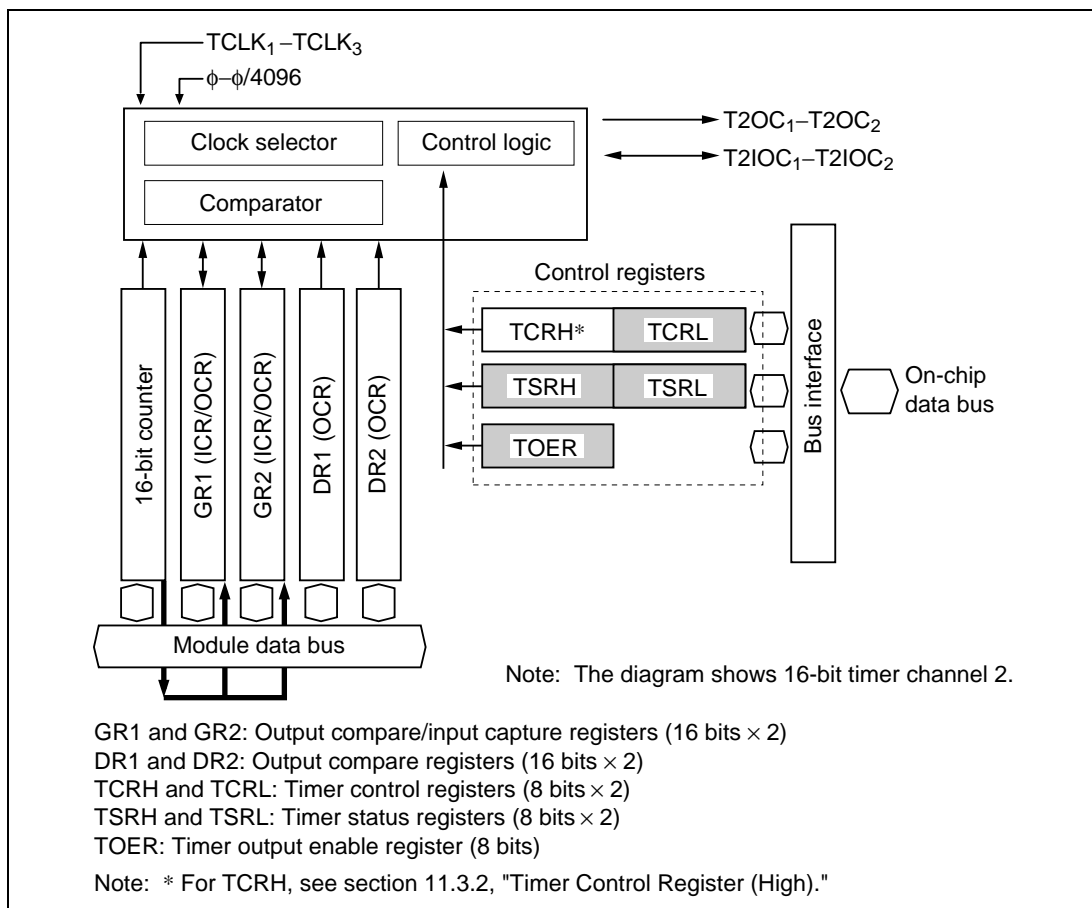 TCLK₁–TCLK₃
ϕ–ϕ/4096
Clock selector
Control logic
Comparator
T2OC₁–T2OC₂
T2IOC₁–T2IOC₂
16-bit counter
GR1 (ICR/OCR)
GR2 (ICR/OCR)
DR1 (OCR)
DR2 (OCR)
Control registers
TCRH*
TCRL
TSRH
TSRL
TOER
Bus interface
On-chip
data bus
Module data bus
Note: The diagram shows 16-bit timer channel 2.
GR1 and GR2: Output compare/input capture registers (16 bits × 2)
DR1 and DR2: Output compare registers (16 bits × 2)
TCRH and TCRL: Timer control registers (8 bits × 2)
TSRH and TSRL: Timer status registers (8 bits × 2)
TOER: Timer output enable register (8 bits)
Note: * For TCRH, see section 11.3.2, "Timer Control Register (High)."